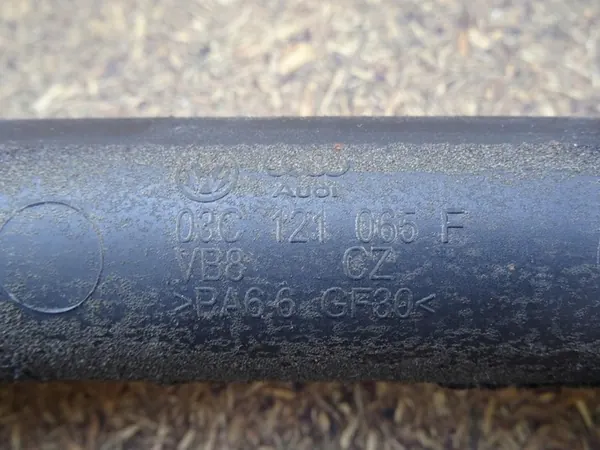 Audi
03C 121 065 F
VB8 CZ
>PA6.6 GF30<